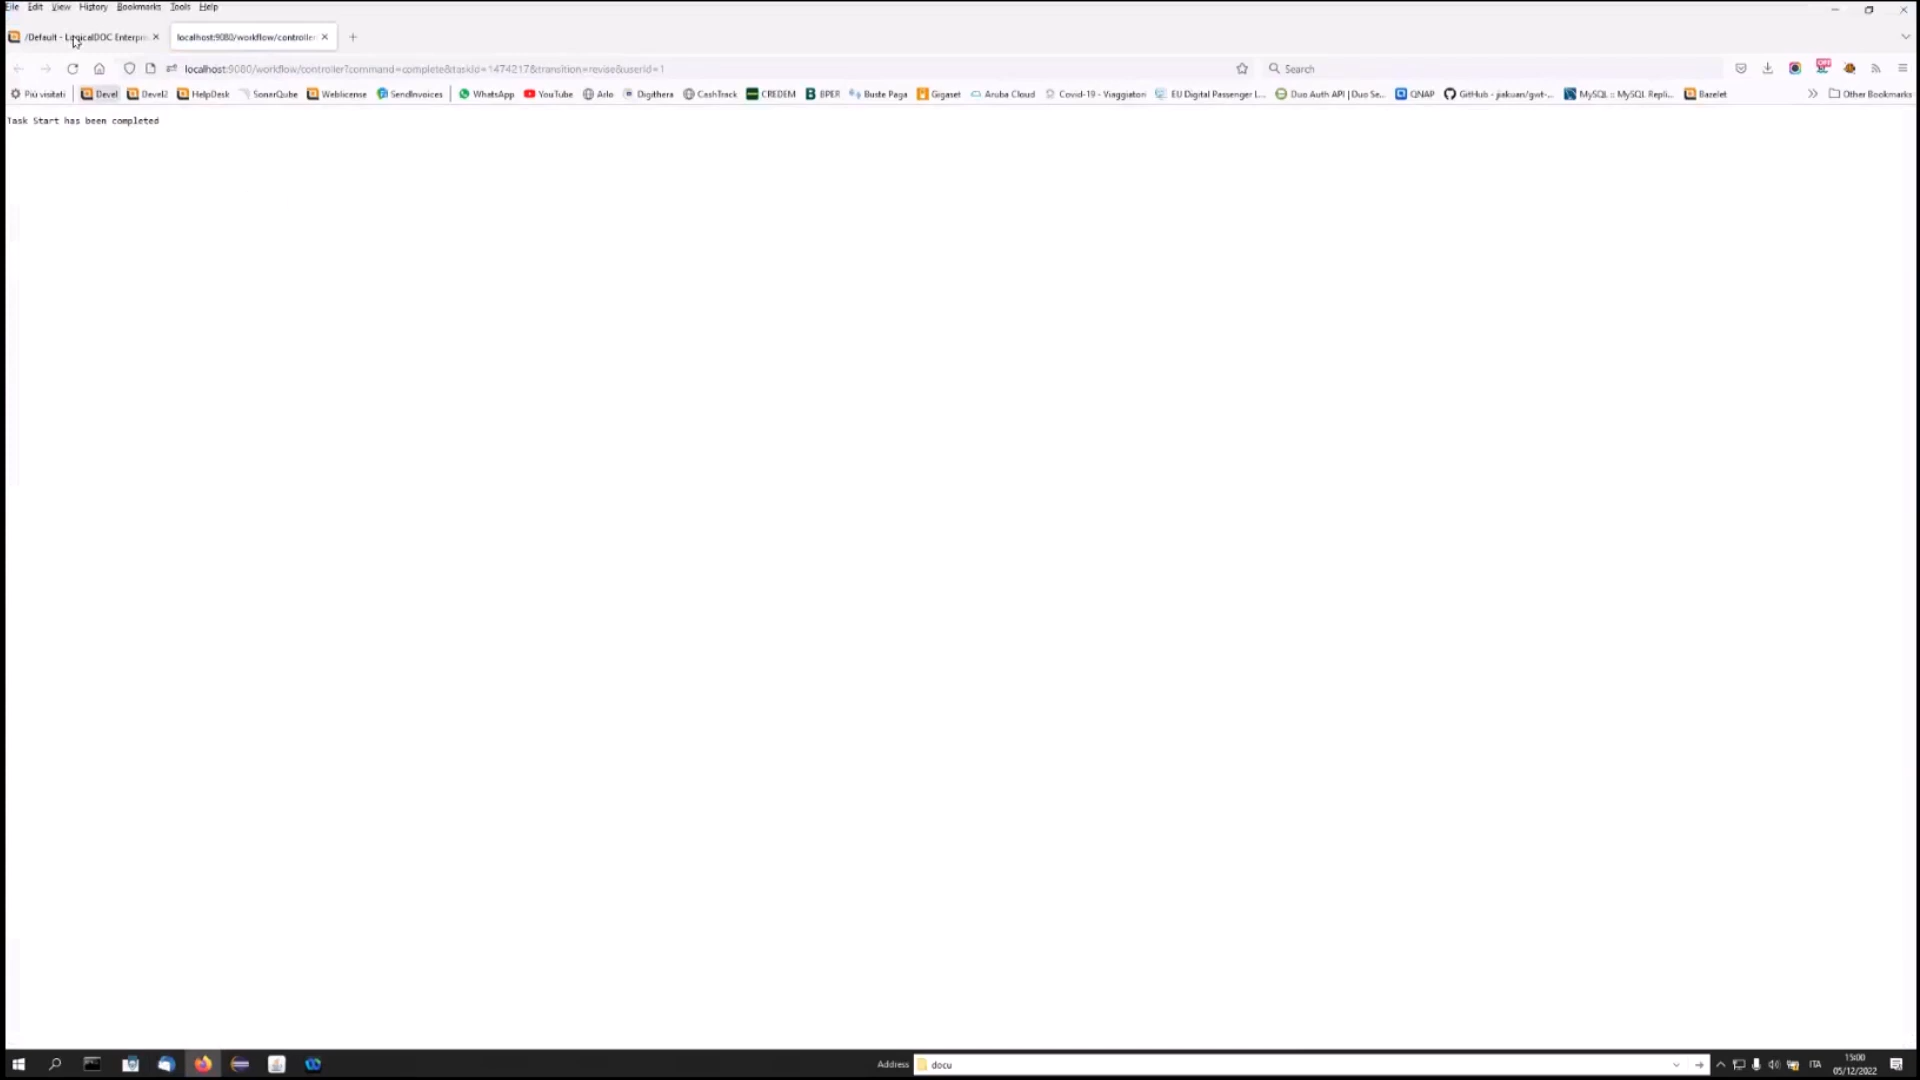 File Edit View History Bookmarks Tools Help
/Default - LogicalDOC Enterpri
localhost:9080/workflow/controller
localhost:9080/workflow/controller?command=complete&taskId=1474217&transition=revise&userId=1
Search
Più visitati Devel Devel2 HelpDesk SonarQube Weblicense SendInvoices WhatsApp YouTube Arlo Digithera CashTrack CREDEM BPER Buste Paga Gigaset Aruba Cloud Covid-19 - Viaggiatori EU Digital Passenger L... Duo Auth API | Duo Se... QNAP GitHub - jiakuan/gwt-... MySQL :: MySQL Repli... Bazelet Other Bookmarks
Task Start has been completed
Address docu
ITA
15:00
05/12/2022